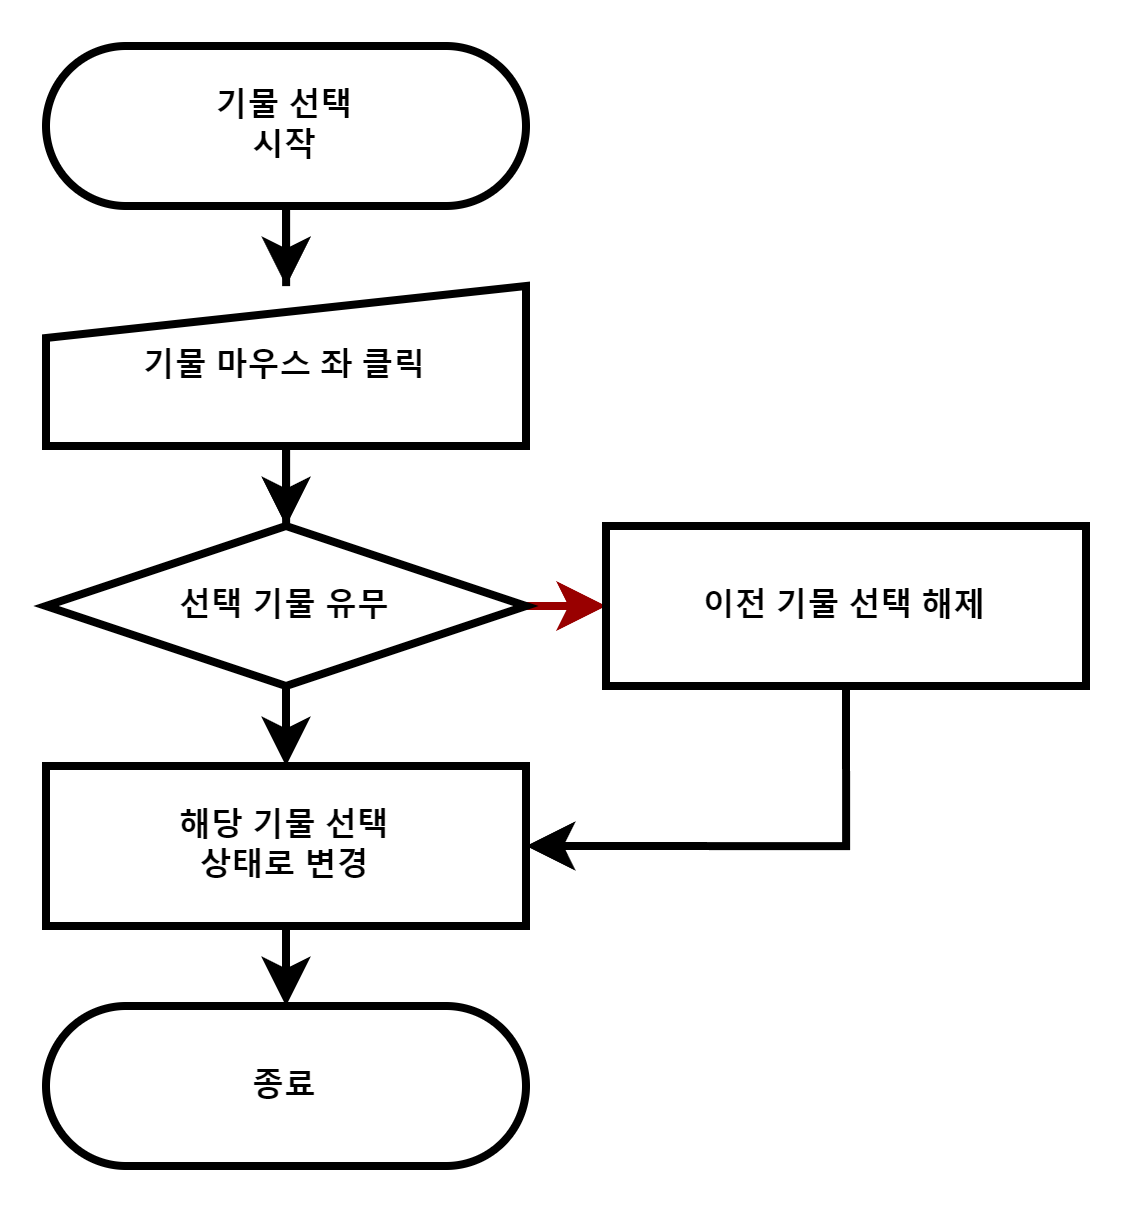 기물 선택
시작
기물 마우스 좌 클릭
선택 기물 유무
이전 기물 선택 해제
해당 기물 선택
상태로 변경
종료